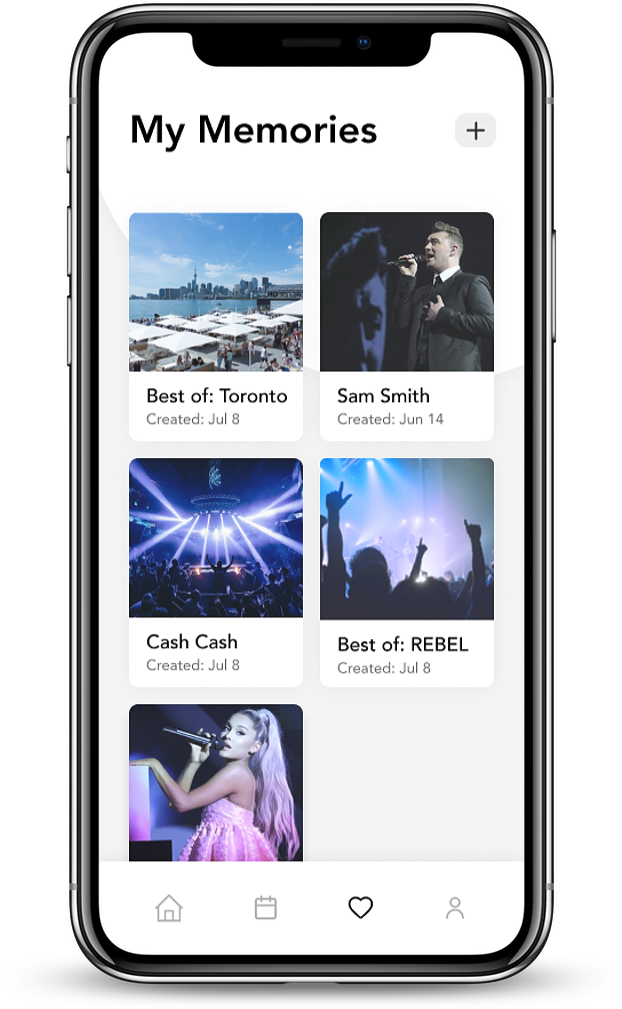 My Memories
Best of: Toronto
Created: Jul 8
Sam Smith
Created: Jun 14
Cash Cash
Created: Jul 8
Best of: REBEL
Created: Jul 8